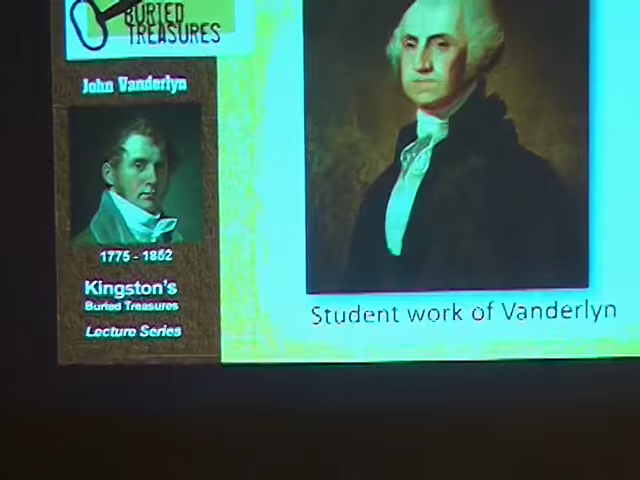 BURIED
TREASURES
John Vanderlyn
1775 - 1852
Kingston's
Buried Treasures
Lecture Series
Student work of Vanderlyn